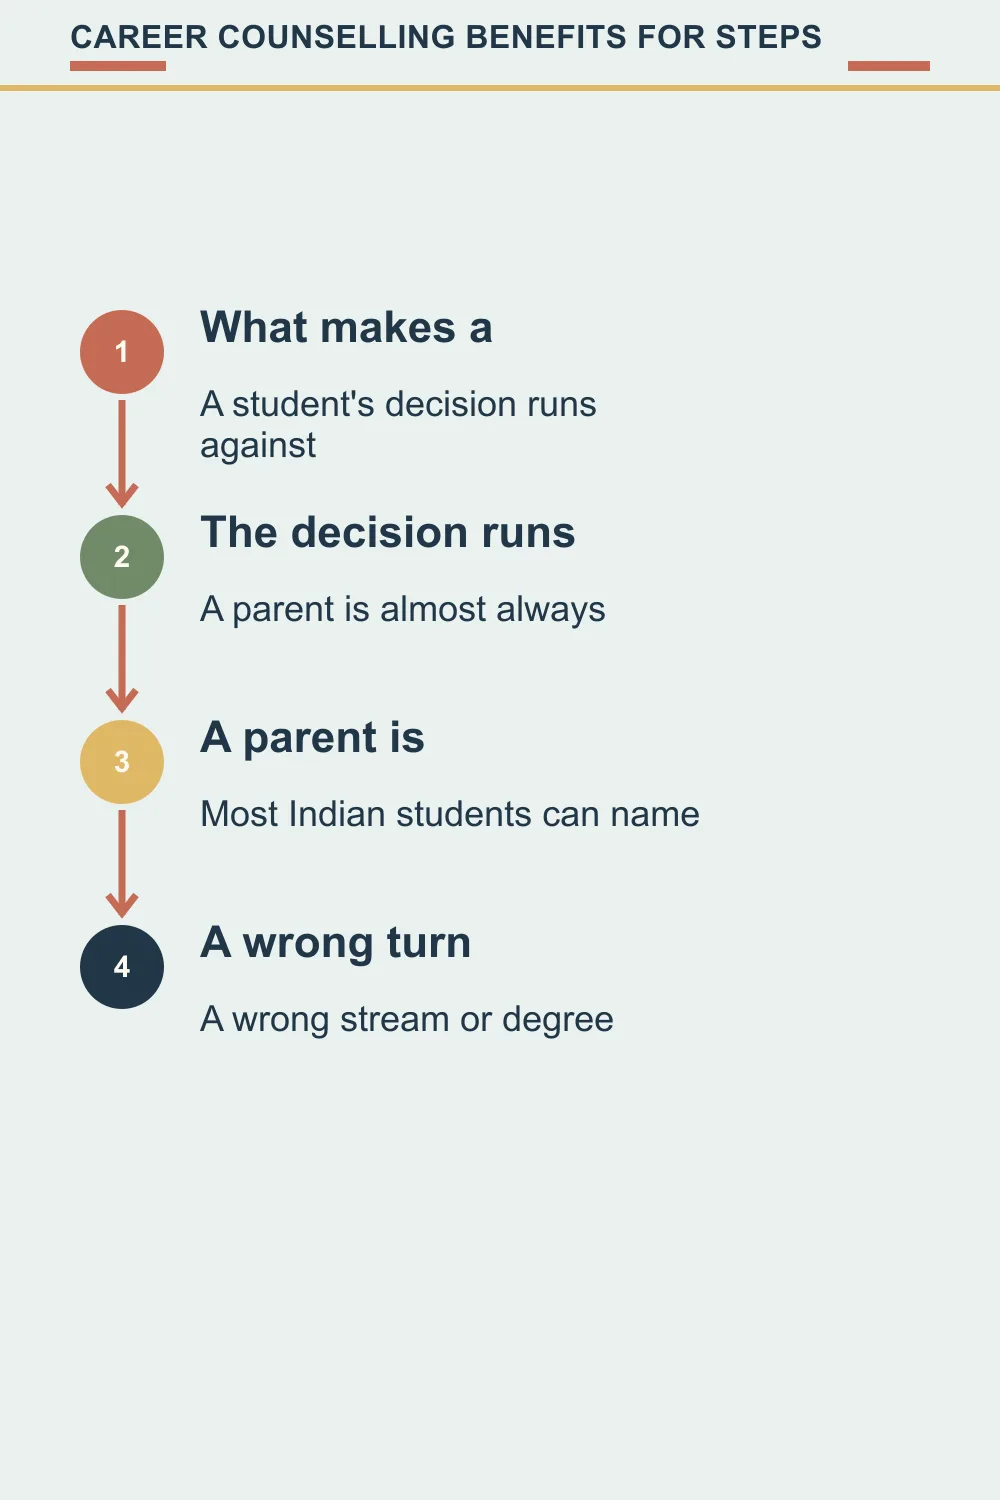 CAREER COUNSELLING BENEFITS FOR STEPS
1
What makes a
A student's decision runs
against
2
The decision runs
A parent is almost always
3
A parent is
Most Indian students can name
4
A wrong turn
A wrong stream or degree